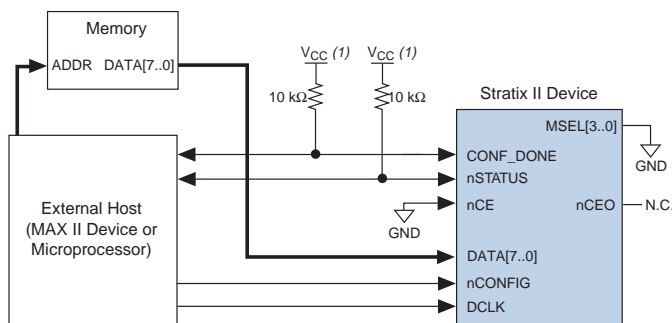 Memory
ADDR DATA[7..0]
VCC (1) VCC (1)
10 kΩ 10 kΩ
Stratix II Device
MSEL[3..0]
GND
CONF_DONE
nSTATUS
External Host
(MAX II Device or
Microprocessor)
nCE nCEO N.C.
GND
DATA[7..0]
nCONFIG
DCLK